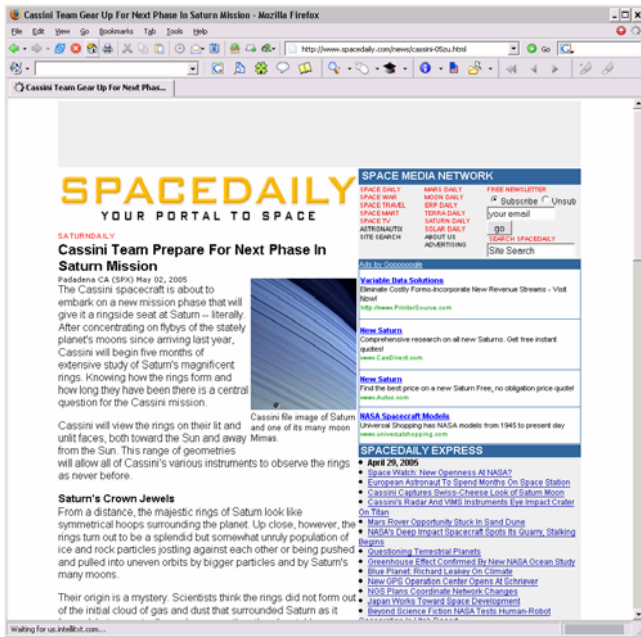 Cassini Team Gear Up For Next Phase In Saturn Mission - Mozilla Firefox
File Edit View Go Bookmarks Tab Tools Help
http://www.spacedaily.com/news/cassini-05zu.html
Go
Cassini Team Gear Up For Next Phas...
SPACEDAILY
YOUR PORTAL TO SPACE
SATURNDAILY
Cassini Team Prepare For Next Phase In
Saturn Mission
Padadena CA (SPX) May 02, 2005
The Cassini spacecraft is about to
embark on a new mission phase that will
give it a ringside seat at Saturn -- literally.
After concentrating on flybys of the stately
planet's moons since arriving last year,
Cassini will begin five months of
extensive study of Saturn's magnificent
rings. Knowing how the rings form and
how long they have been there is a central
question for the Cassini mission.
Cassini file image of Saturn
and one of its many moon
Mimas.
Cassini will view the rings on their lit and
unlit faces, both toward the Sun and away
from the Sun. This range of geometries
will allow all of Cassini's various instruments to observe the rings
as never before.
Saturn's Crown Jewels
From a distance, the majestic rings of Saturn look like
symmetrical hoops surrounding the planet. Up close, however, the
rings turn out to be a splendid but somewhat unruly population of
ice and rock particles jostling against each other or being pushed
and pulled into uneven orbits by bigger particles and by Saturn's
many moons.
Their origin is a mystery. Scientists think the rings did not form out
of the initial cloud of gas and dust that surrounded Saturn as it
SPACE MEDIA NETWORK
SPACE DAILY
SPACE WAR
SPACE TRAVEL
SPACE MART
SPACE TV
ASTRONAUTIX
SITE SEARCH
MARS DAILY
MOON DAILY
ERP DAILY
TERRA DAILY
SATURN DAILY
SOLAR DAILY
ABOUT US
ADVERTISING
FREE NEWSLETTER
Subscribe Unsub
your email
go
SEARCH SPACEDAILY
Site Search
Ads by Goooooogle
Variable Data Solutions
Eliminate Costly Forms-Incorporate New Revenue Streams - Visit
Now!
http://www.PrinterSource.com
New Saturn
Comprehensive research on all new Saturns. Get free instant
quotes!
www.CarsDirect.com
New Saturn
Find the best price on a new Saturn Free, no obligation price quote!
www.Autos.com
NASA Spacecraft Models
Universal Shopping has NASA models from 1945 to present day
www.universalshopping.com
SPACEDAILY EXPRESS
April 29, 2005
Space Watch: New Openness At NASA?
European Astronaut To Spend Months On Space Station
Cassini Captures Swiss-Cheese Look of Saturn Moon
Cassini's Radar And VIMS Instruments Eye Impact Crater
On Titan
Mars Rover Opportunity Stuck In Sand Dune
NASA's Deep Impact Spacecraft Spots Its Quarry, Stalking
Begins
Questioning Terrestrial Planets
Greenhouse Effect Confirmed By New NASA Ocean Study
Blue Planet: Richard Leakey On Climate
New GPS Operation Center Opens At Schriever
NGS Plans Coordinate Network Changes
Japan Works Toward Space Development
Beyond Science Fiction NASA Tests Human-Robot
Waiting for us.intellitxt.com...